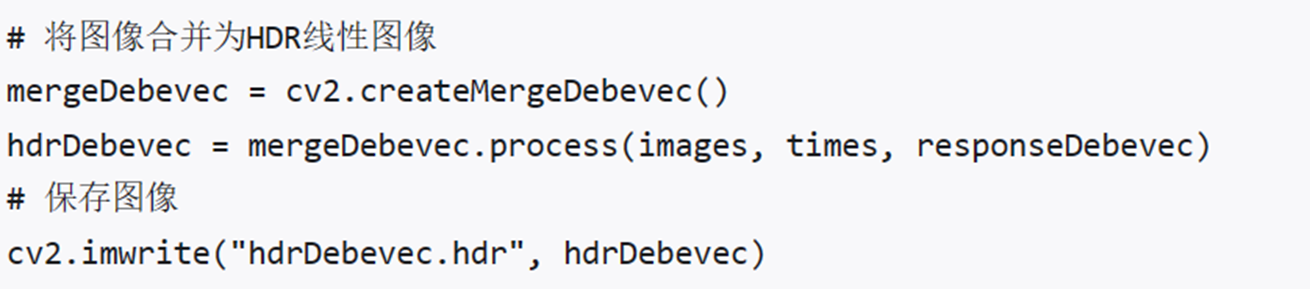 # 将图像合并为HDR线性图像
mergeDebevec = cv2.createMergeDebevec()
hdrDebevec = mergeDebevec.process(images, times, responseDebevec)
# 保存图像
cv2.imwrite("hdrDebevec.hdr", hdrDebevec)